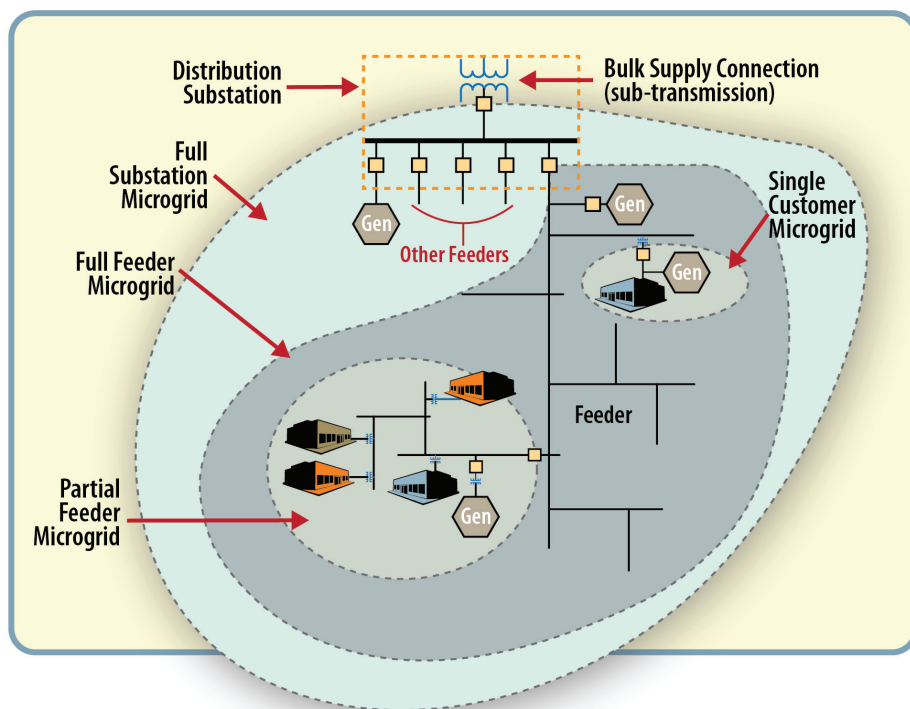 Distribution
Substation
Bulk Supply Connection
(sub-transmission)
Full
Substation
Microgrid
Single
Customer
Microgrid
Gen
Gen
Other Feeders
Full Feeder
Microgrid
Gen
Feeder
Partial
Feeder
Microgrid
Gen